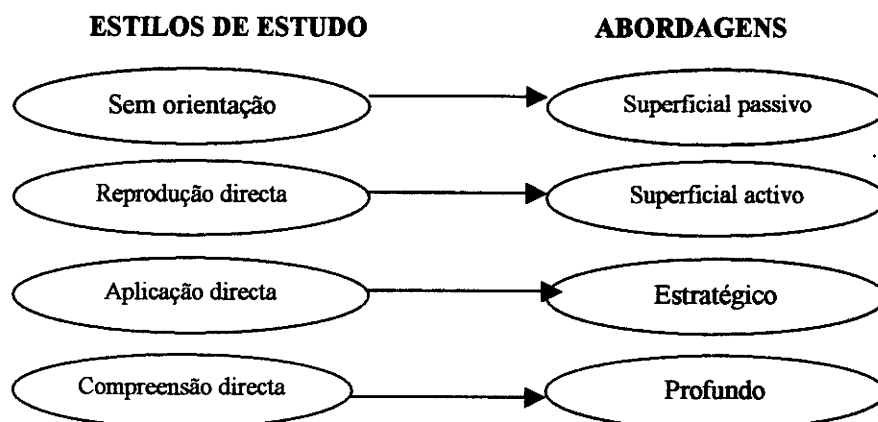 ESTILOS DE ESTUDO ABORDAGENS
Sem orientação Superficial passivo
Reprodução directa Superficial activo
Aplicação directa Estratégico
Compreensão directa Profundo